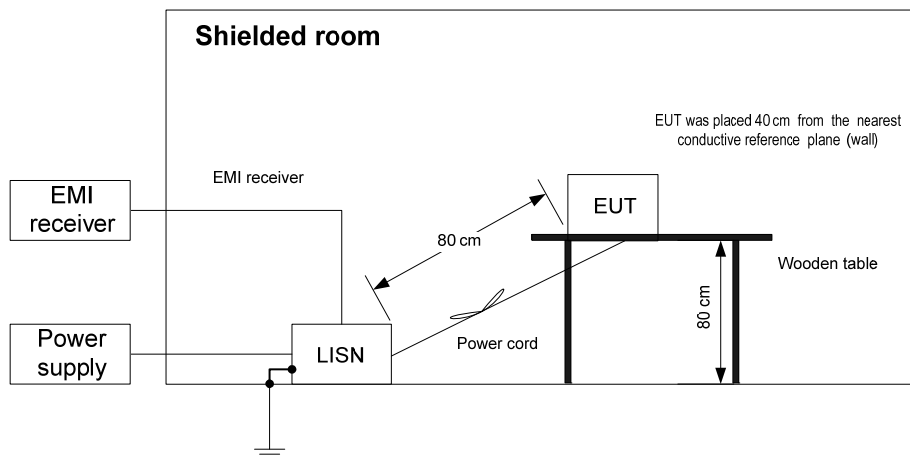 Shielded room
EUT was placed 40 cm from the nearest
conductive reference plane (wall)
EMI receiver
EMI
receiver
80 cm
EUT
Wooden table
80 cm
Power
supply
LISN
Power cord